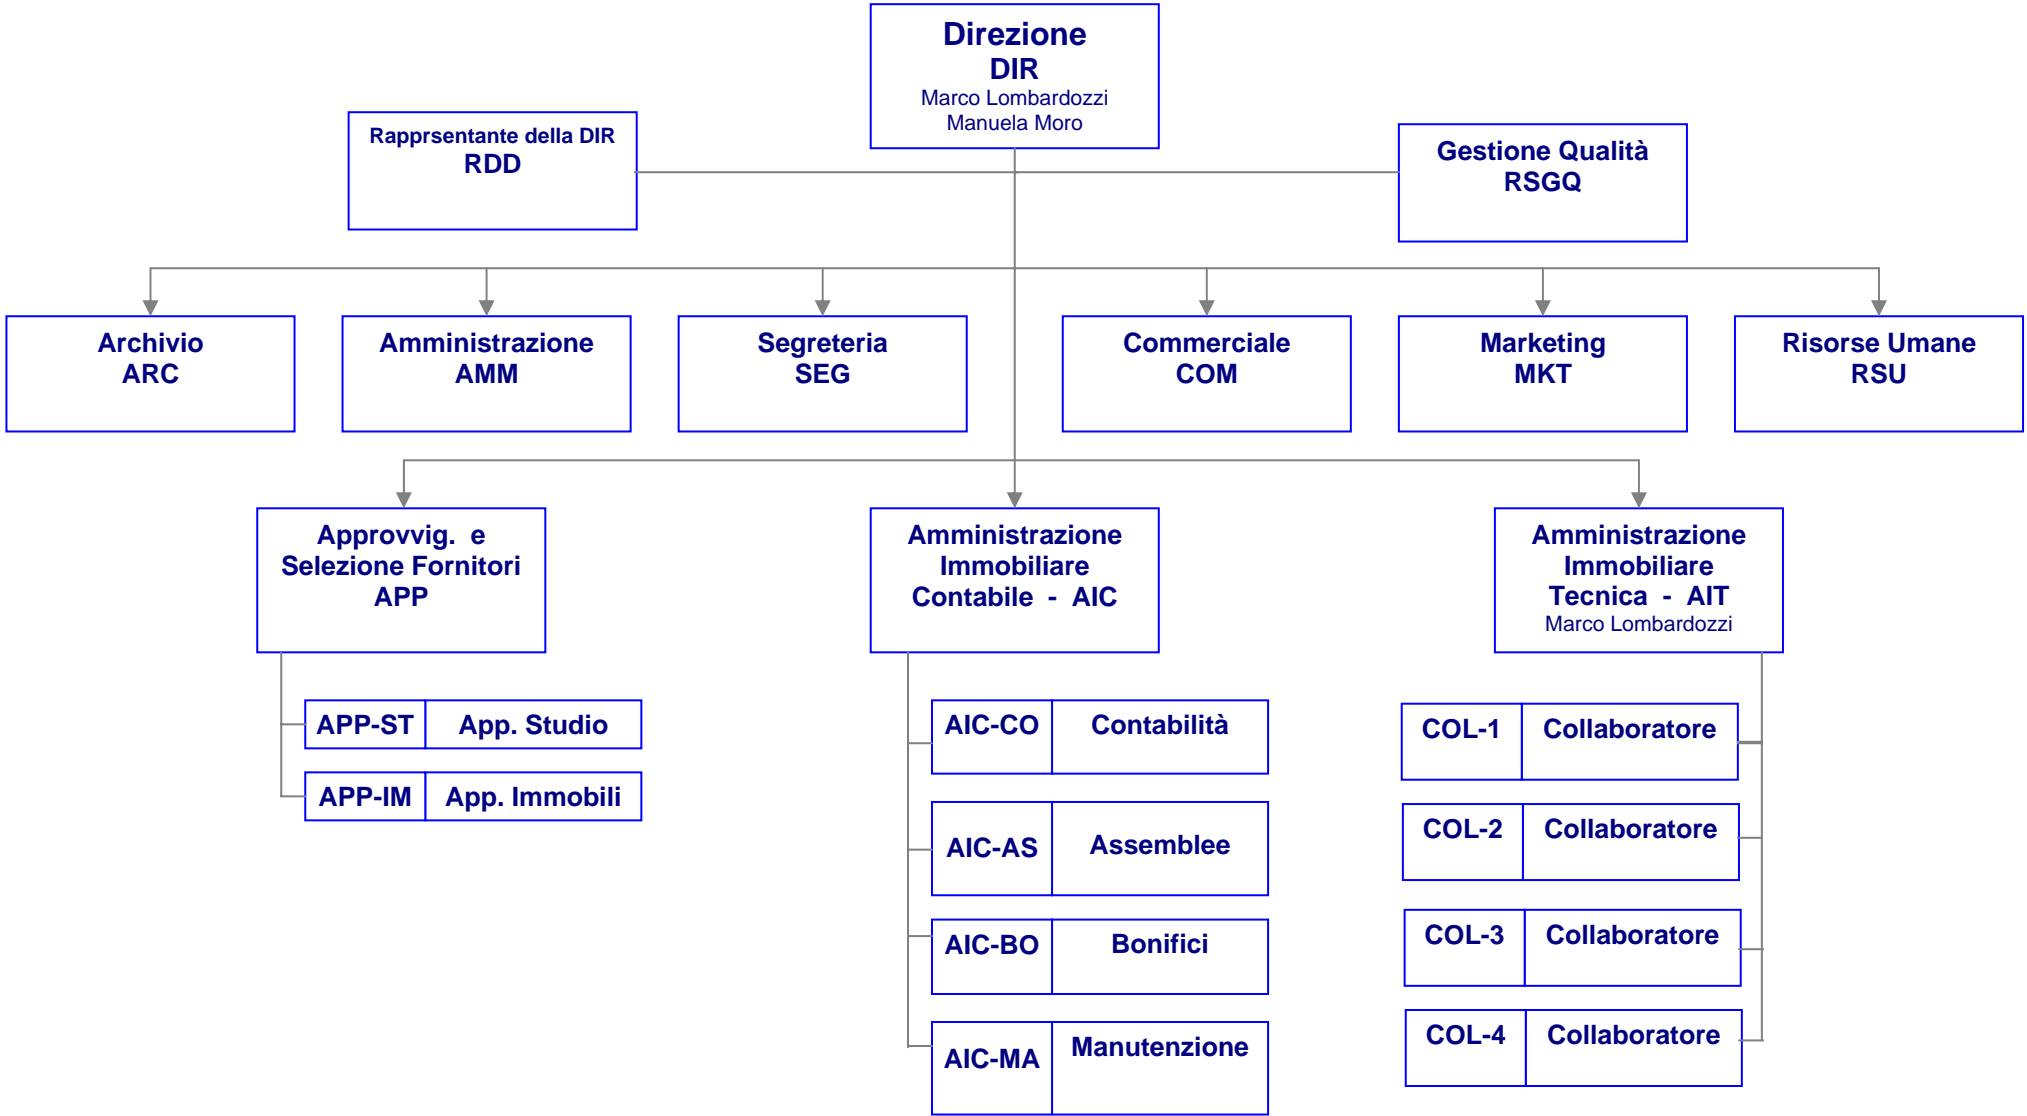 Direzione
DIR
Marco Lombardozzi
Manuela Moro
Rapprsentante della DIR
RDD
Gestione Qualità
RSGQ
Archivio
ARC
Amministrazione
AMM
Segreteria
SEG
Commerciale
COM
Marketing
MKT
Risorse Umane
RSU
Approvvig. e
Selezione Fornitori
APP
Amministrazione
Immobiliare
Contabile - AIC
Amministrazione
Immobiliare
Tecnica - AIT
Marco Lombardozzi
APP-ST App. Studio
APP-IM App. Immobili
AIC-CO Contabilità
AIC-AS Assemblee
AIC-BO Bonifici
AIC-MA Manutenzione
COL-1 Collaboratore
COL-2 Collaboratore
COL-3 Collaboratore
COL-4 Collaboratore